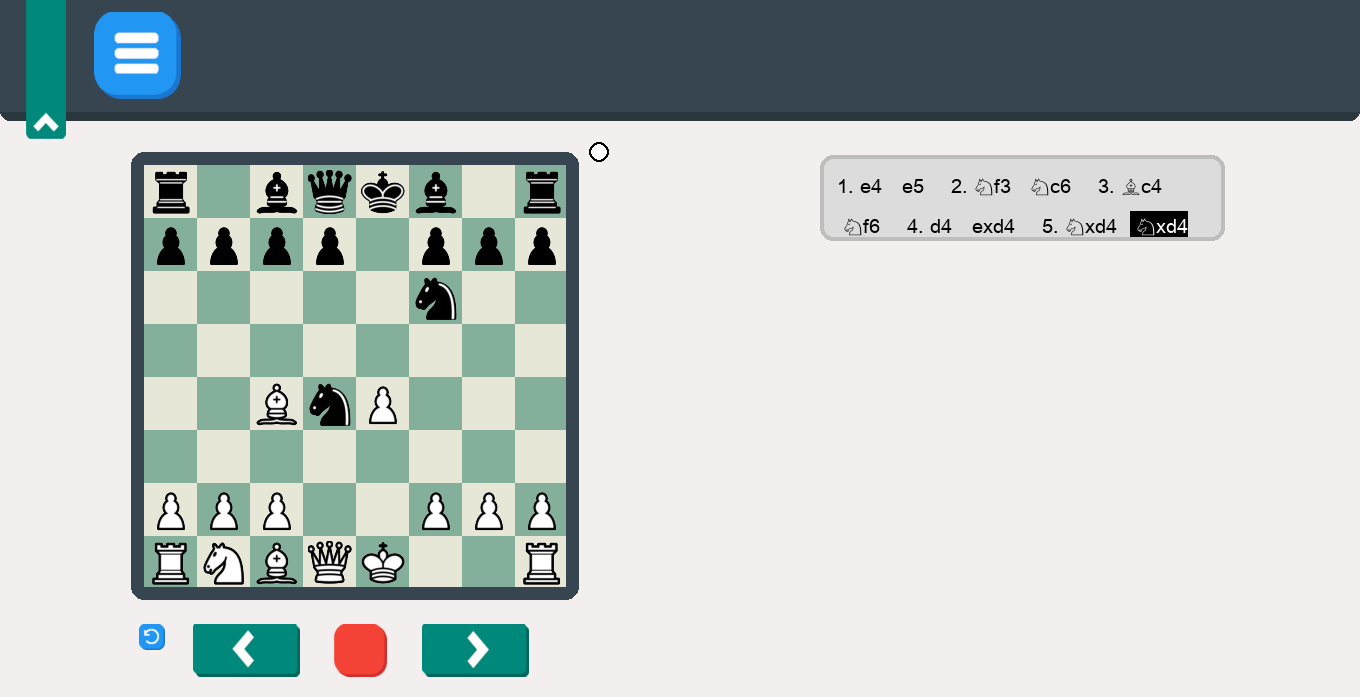 1. e4 e5 2. ♘f3 ♘c6 3. ♗c4
♘f6 4. d4 exd4 5. ♘xd4 ♘xd4